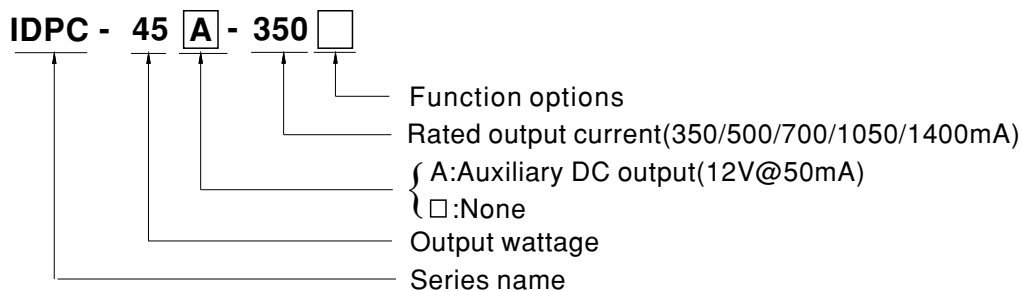 IDPC - 45 A - 350 □
Function options
Rated output current(350/500/700/1050/1400mA)
A:Auxiliary DC output(12V@50mA)
□:None
Output wattage
Series name